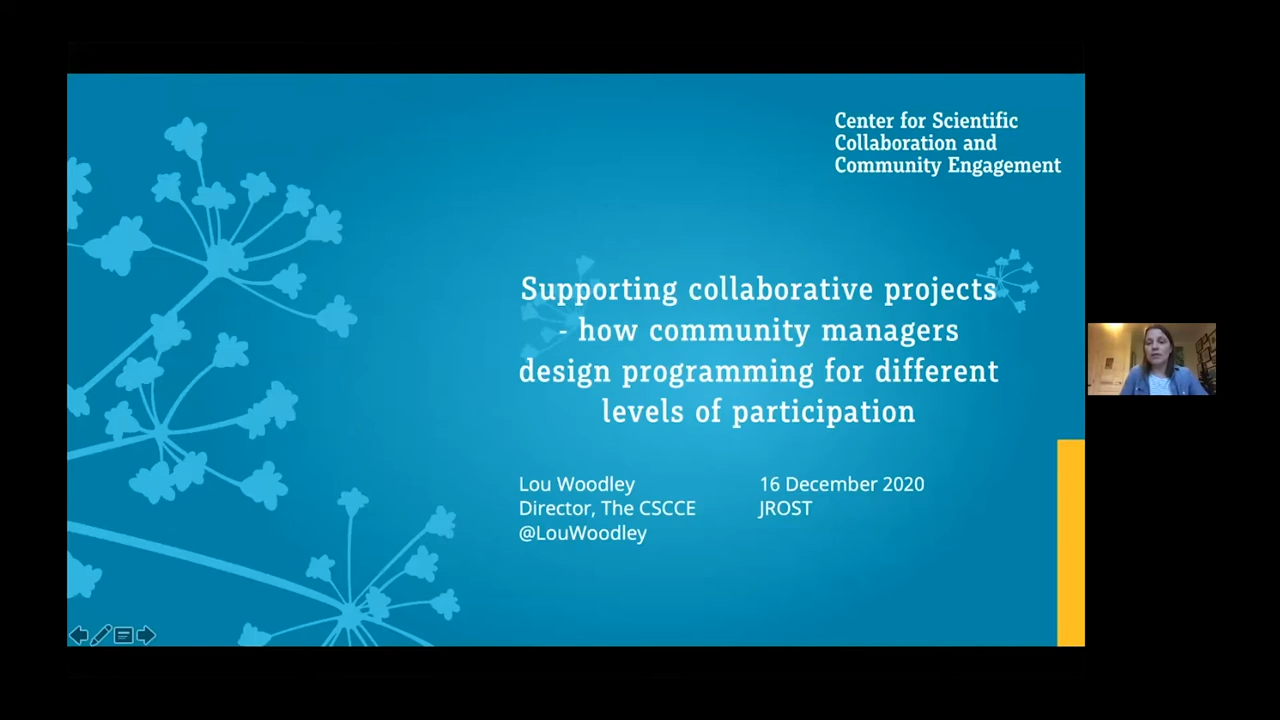 Center for Scientific
Collaboration and
Community Engagement
Supporting collaborative projects
- how community managers
design programming for different
levels of participation
Lou Woodley
Director, The CSCCE
@LouWoodley
16 December 2020
JROST